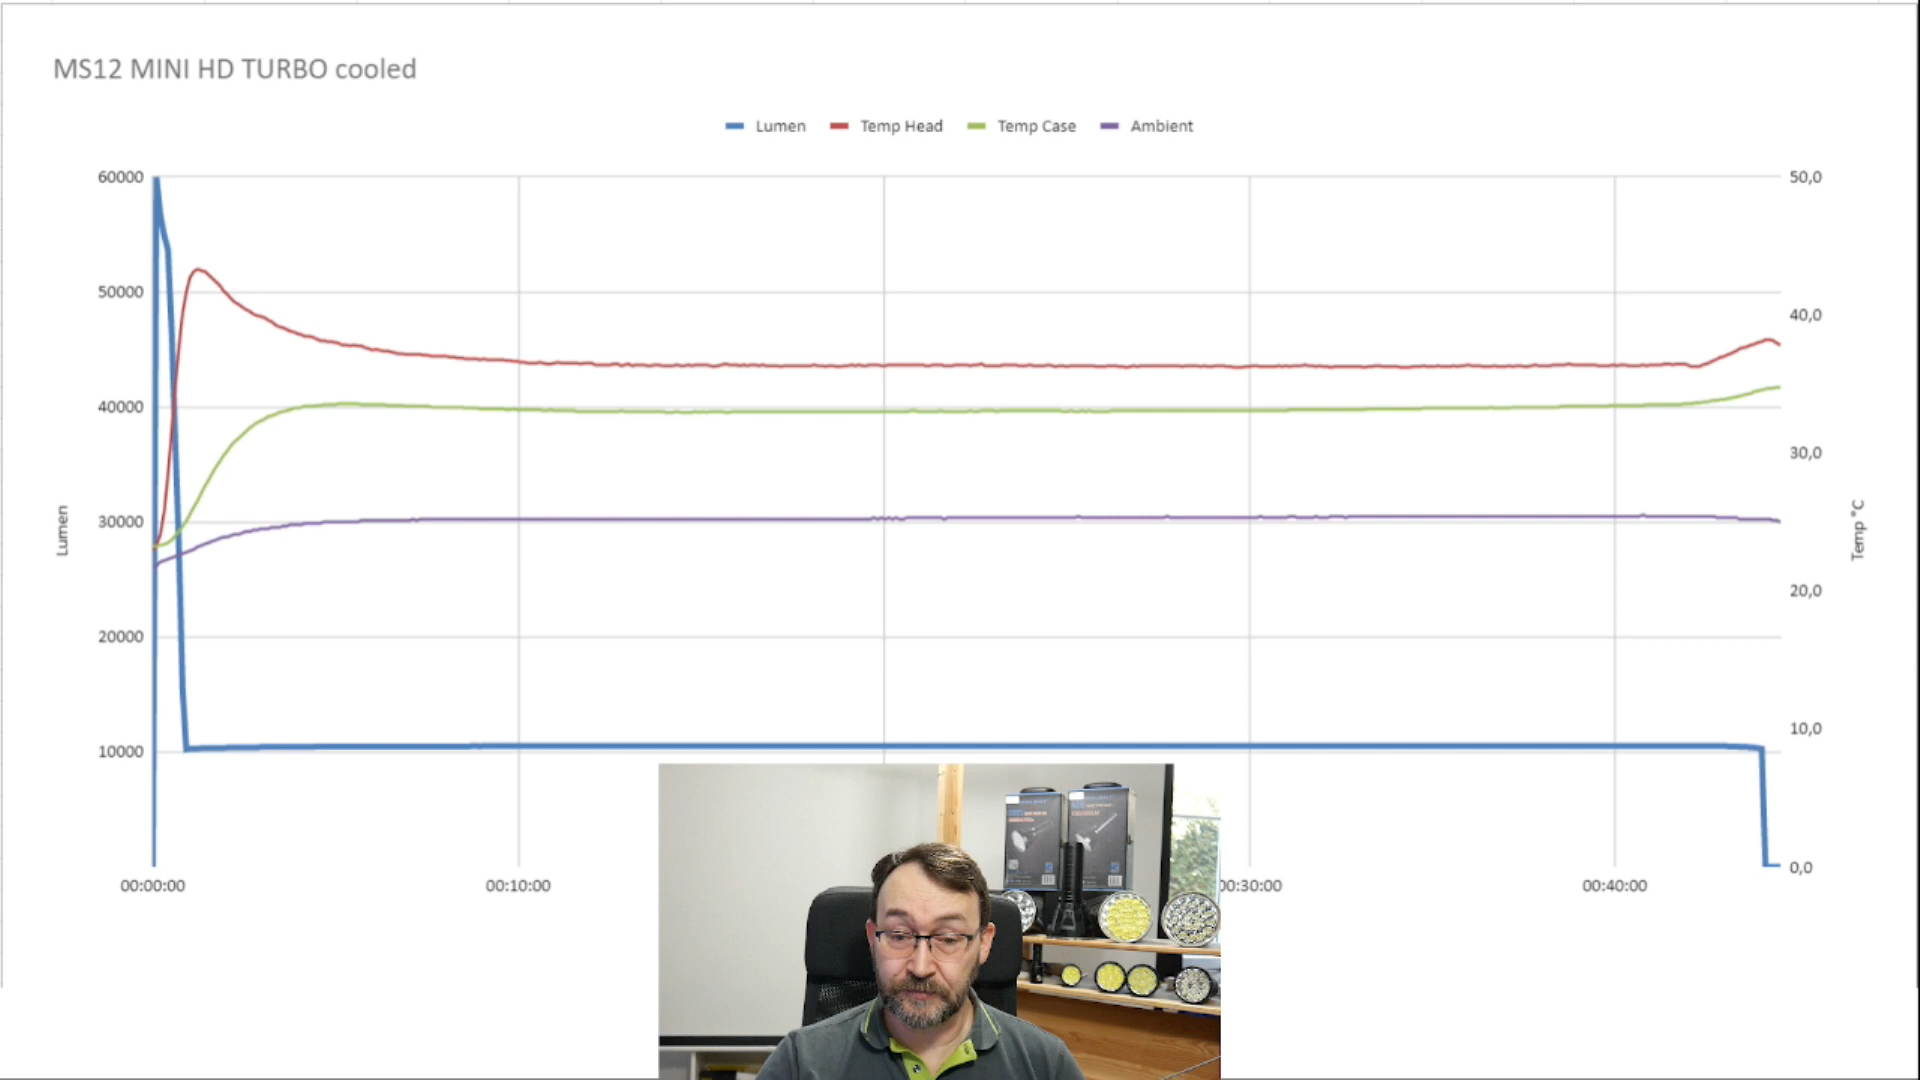 MS12 MINI HD TURBO cooled
Lumen Temp Head Temp Case Ambient
60000
50000
40000
30000
20000
10000
Lumen
50,0
40,0
30,0
20,0
10,0
0,0
Temp °C
00:00:00 00:10:00 00:30:00 00:40:00